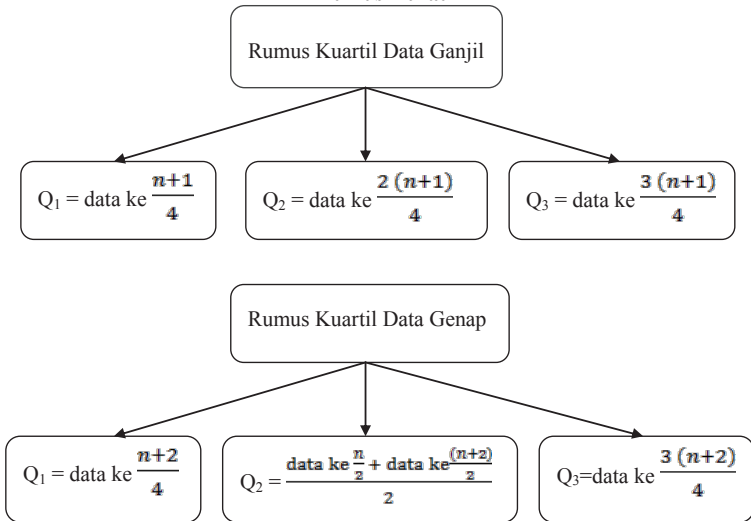 Rumus Kuartil Data Ganjil
Q₁ = data ke (n+1)/4
Q₂ = data ke (2 (n+1))/4
Q₃ = data ke (3 (n+1))/4
Rumus Kuartil Data Genap
Q₁ = data ke (n+2)/4
Q₂ = (data ke n/2 + data ke (n+2)/2)/2
Q₃=data ke (3 (n+2))/4